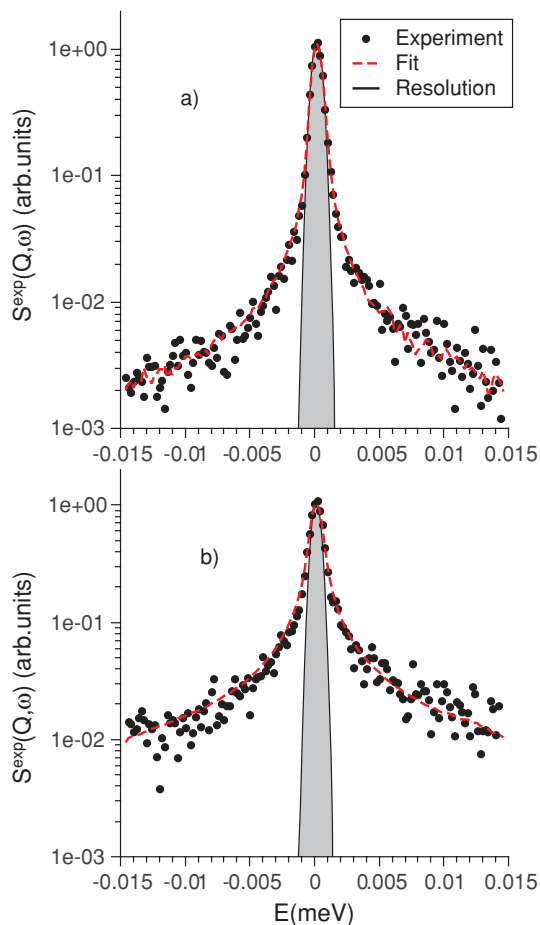 Experiment
Fit
Resolution
a)
S^exp(Q,ω) (arb.units)
1e+00
1e-01
1e-02
1e-03
-0.015 -0.01 -0.005 0 0.005 0.01 0.015
b)
S^exp(Q,ω) (arb.units)
1e+00
1e-01
1e-02
1e-03
-0.015 -0.01 -0.005 0 0.005 0.01 0.015
E(meV)